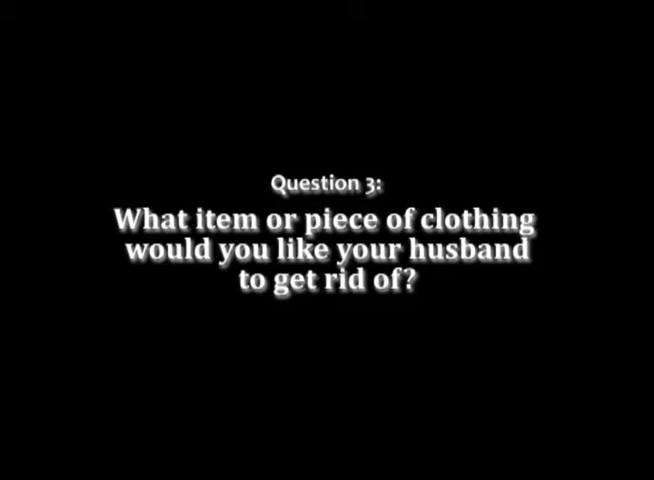 Question 3:
What item or piece of clothing
would you like your husband
to get rid of?